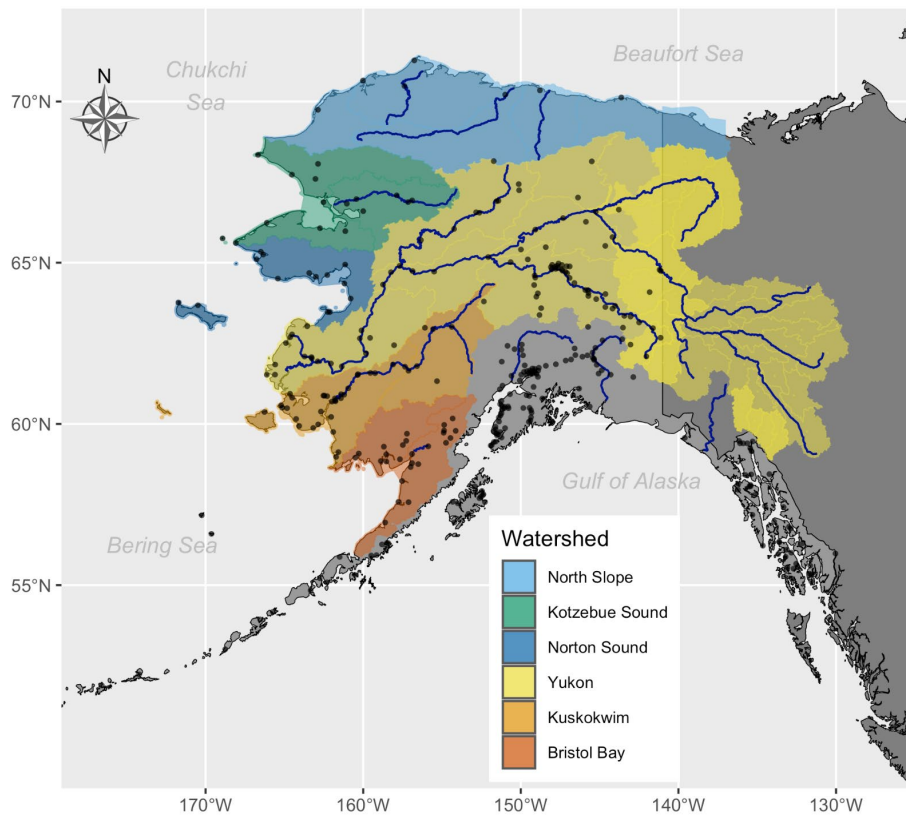 Chukchi
Sea
Beaufort Sea
N
70°N
65°N
60°N
55°N
Gulf of Alaska
Bering Sea
Watershed
North Slope
Kotzebue Sound
Norton Sound
Yukon
Kuskokwim
Bristol Bay
170°W
160°W
150°W
140°W
130°W